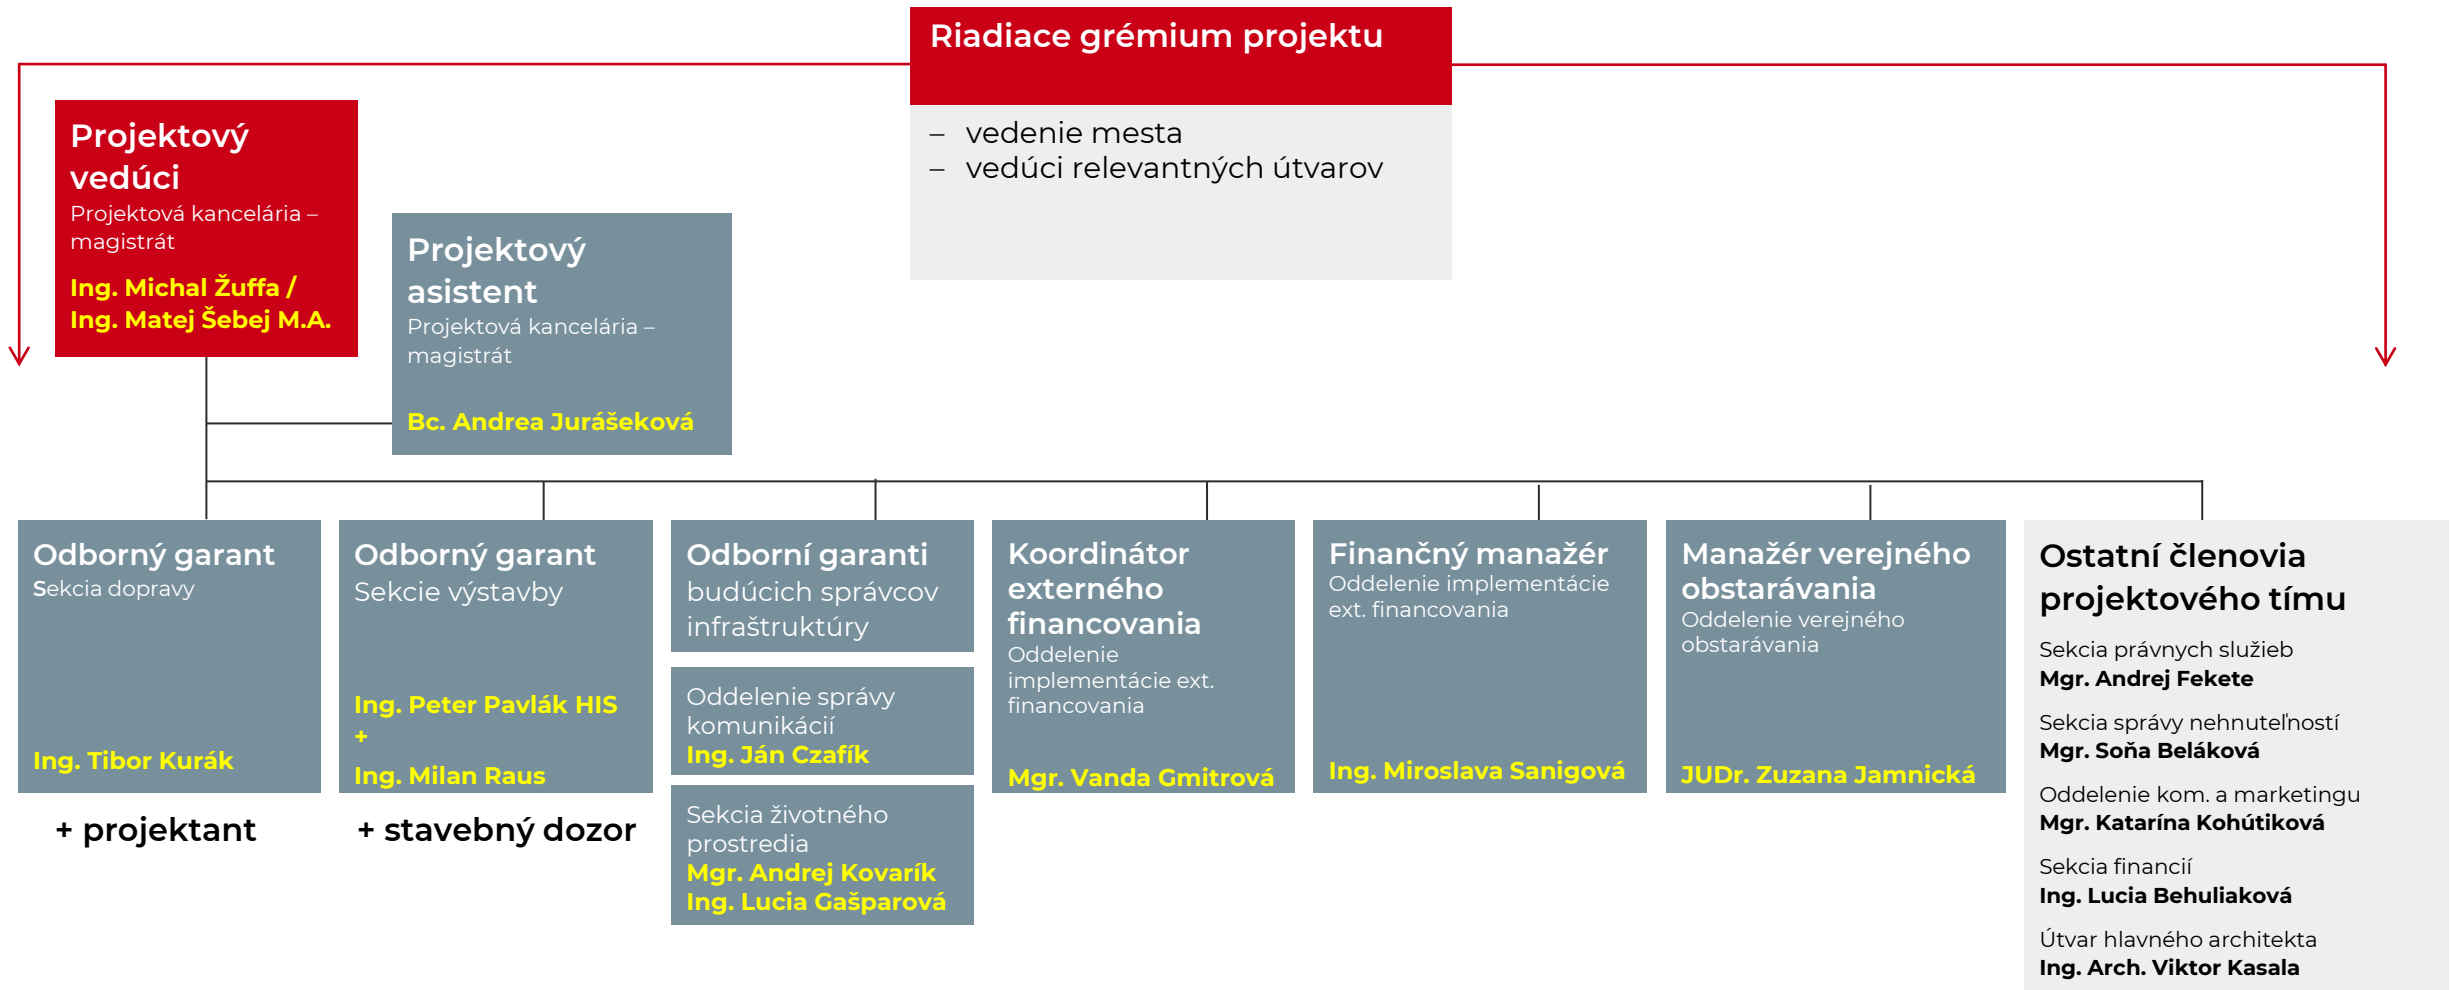 Riadiace grémium projektu
– vedenie mesta
– vedúci relevantných útvarov
Projektový
vedúci
Projektová kancelária –
magistrát
Ing. Michal Žuffa /
Ing. Matej Šebej M.A.
Projektový
asistent
Projektová kancelária –
magistrát
Bc. Andrea Jurášeková
Odborný garant
Sekcia dopravy
Ing. Tibor Kurák
+ projektant
Odborný garant
Sekcie výstavby
Ing. Peter Pavlák HIS
+
Ing. Milan Raus
+ stavebný dozor
Odborní garanti
budúcich správcov
infraštruktúry
Oddelenie správy
komunikácií
Ing. Ján Czafík
Sekcia životného
prostredia
Mgr. Andrej Kovarík
Ing. Lucia Gašparová
Koordinátor
externého
financovania
Oddelenie
implementácie ext.
financovania
Mgr. Vanda Gmitrová
Finančný manažér
Oddelenie implementácie
ext. financovania
Ing. Miroslava Sanigová
Manažér verejného
obstarávania
Oddelenie verejného
obstarávania
JUDr. Zuzana Jamnická
Ostatní členovia
projektového tímu
Sekcia právnych služieb
Mgr. Andrej Fekete
Sekcia správy nehnuteľností
Mgr. Soňa Beláková
Oddelenie kom. a marketingu
Mgr. Katarína Kohútiková
Sekcia financií
Ing. Lucia Behuliaková
Útvar hlavného architekta
Ing. Arch. Viktor Kasala